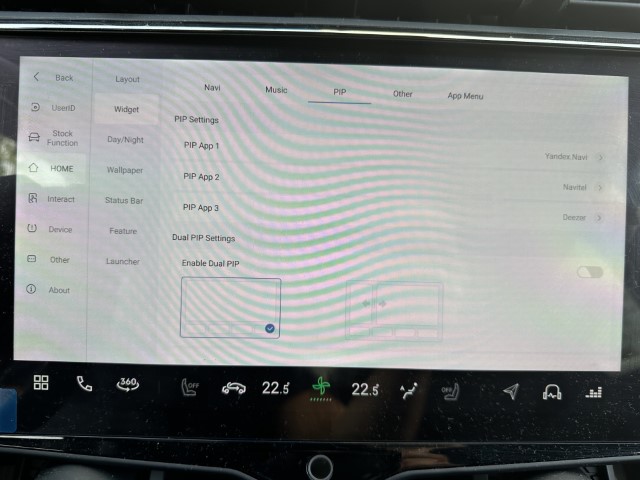 Back
UserID
Stock
Function
HOME
Interact
Device
Other
About
Layout
Widget
Day/Night
Wallpaper
Status Bar
Feature
Launcher
Navi
Music
PIP
Other
App Menu
PIP Settings
PIP App 1
Yandex.Navi
PIP App 2
Navitel
PIP App 3
Deezer
Dual PIP Settings
Enable Dual PIP
360
OFF
22.5
22.5
OFF